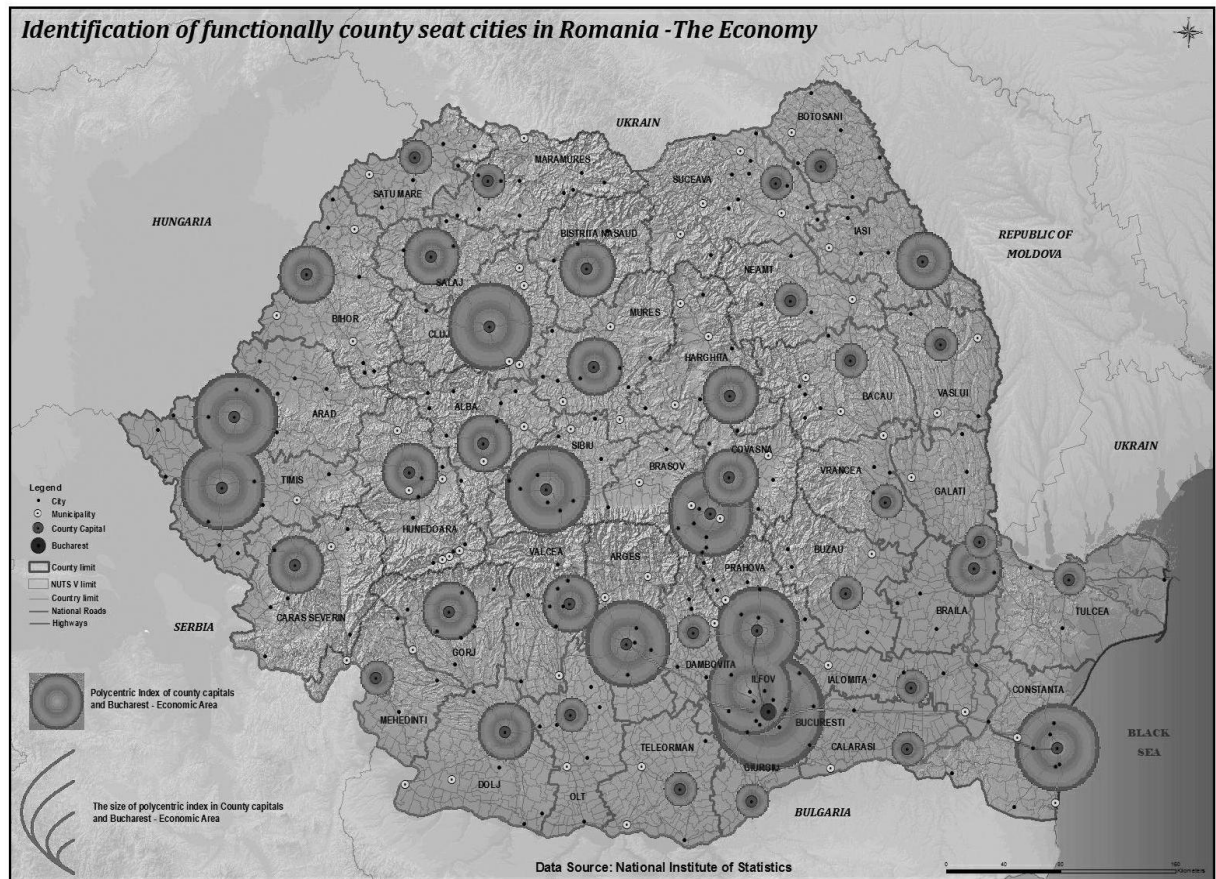 Identification of functionally county seat cities in Romania -The Economy
UKRAIN
BOTOSANI
MARAMURES
SUCEAVA
SATU MARE
HUNGARIA
BISTRITA NASAUD
IASI
REPUBLIC OF
MOLDOVA
SALAJ
NEAMT
BIHOR
MURES
CLUJ
HARGHITA
ALBA
BACAU
VASLUI
ARAD
SIBIU
COVASNA
UKRAIN
BRASOV
VRANCEA
TIMIS
GALATI
Legend
City
Municipality
County Capital
Bucharest
County limit
NUTS V limit
Country limit
National Roads
Highways
HUNEDOARA
VALCEA
ARGES
BUZAU
PRAHOVA
CARAS SEVERIN
BRAILA
TULCEA
SERBIA
GORJ
DAMBOVITA
ILFOV
IALOMITA
CONSTANTA
Polycentric Index of county capitals
and Bucharest - Economic Area
MEHEDINTI
BUCURESTI
TELEORMAN
CALARASI
BLACK
SEA
GIURGIU
DOLJ
OLT
The size of polycentric index in County capitals
and Bucharest - Economic Area
BULGARIA
Data Source: National Institute of Statistics
0 40 80 160
Kilometers